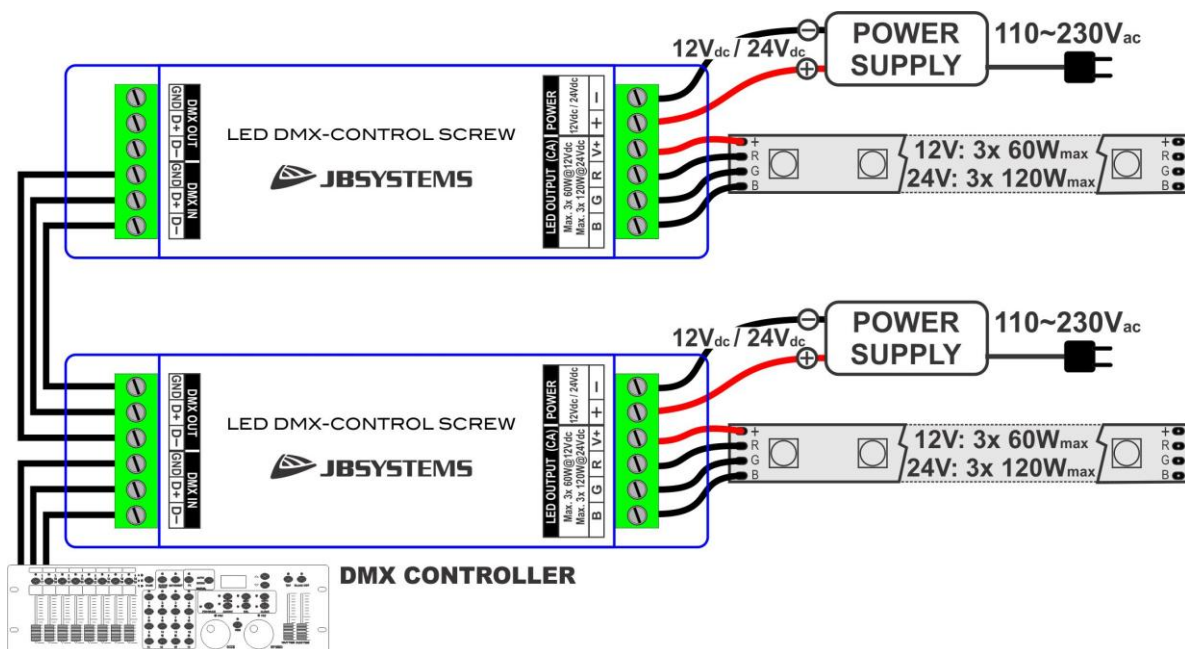 12Vdc / 24Vdc
−
+
POWER SUPPLY
110~230Vac
GND
D+
D−
DMX OUT
GND
D+
D−
DMX IN
LED DMX-CONTROL SCREW
JBSYSTEMS
POWER
12Vdc / 24Vdc
−
+
LED OUTPUT (CA)
Max. 3x 60W@12Vdc
Max. 3x 120W@24Vdc
V+
R
G
B
+
R
G
B
12V: 3x 60Wmax
24V: 3x 120Wmax
+
R
G
B
12Vdc / 24Vdc
−
+
POWER SUPPLY
110~230Vac
GND
D+
D−
DMX OUT
GND
D+
D−
DMX IN
LED DMX-CONTROL SCREW
JBSYSTEMS
POWER
12Vdc / 24Vdc
−
+
LED OUTPUT (CA)
Max. 3x 60W@12Vdc
Max. 3x 120W@24Vdc
V+
R
G
B
+
R
G
B
12V: 3x 60Wmax
24V: 3x 120Wmax
+
R
G
B
DMX CONTROLLER